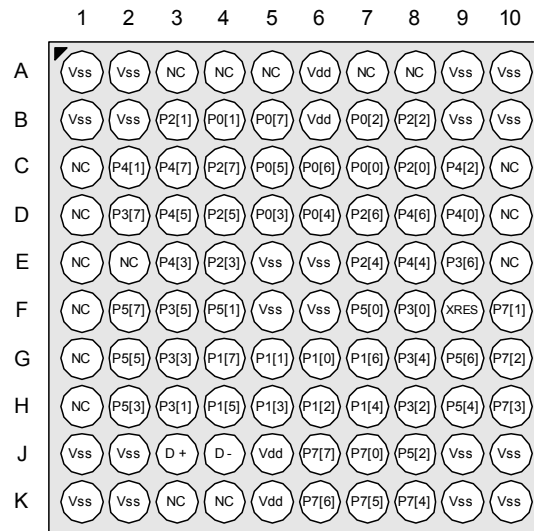 1 2 3 4 5 6 7 8 9 10
A Vss Vss NC NC NC Vdd NC NC Vss Vss
B Vss Vss P2[1] P0[1] P0[7] Vdd P0[2] P2[2] Vss Vss
C NC P4[1] P4[7] P2[7] P0[5] P0[6] P0[0] P2[0] P4[2] NC
D NC P3[7] P4[5] P2[5] P0[3] P0[4] P2[6] P4[6] P4[0] NC
E NC NC P4[3] P2[3] Vss Vss P2[4] P4[4] P3[6] NC
F NC P5[7] P3[5] P5[1] Vss Vss P5[0] P3[0] XRES P7[1]
G NC P5[5] P3[3] P1[7] P1[1] P1[0] P1[6] P3[4] P5[6] P7[2]
H NC P5[3] P3[1] P1[5] P1[3] P1[2] P1[4] P3[2] P5[4] P7[3]
J Vss Vss D + D - Vdd P7[7] P7[0] P5[2] Vss Vss
K Vss Vss NC NC Vdd P7[6] P7[5] P7[4] Vss Vss